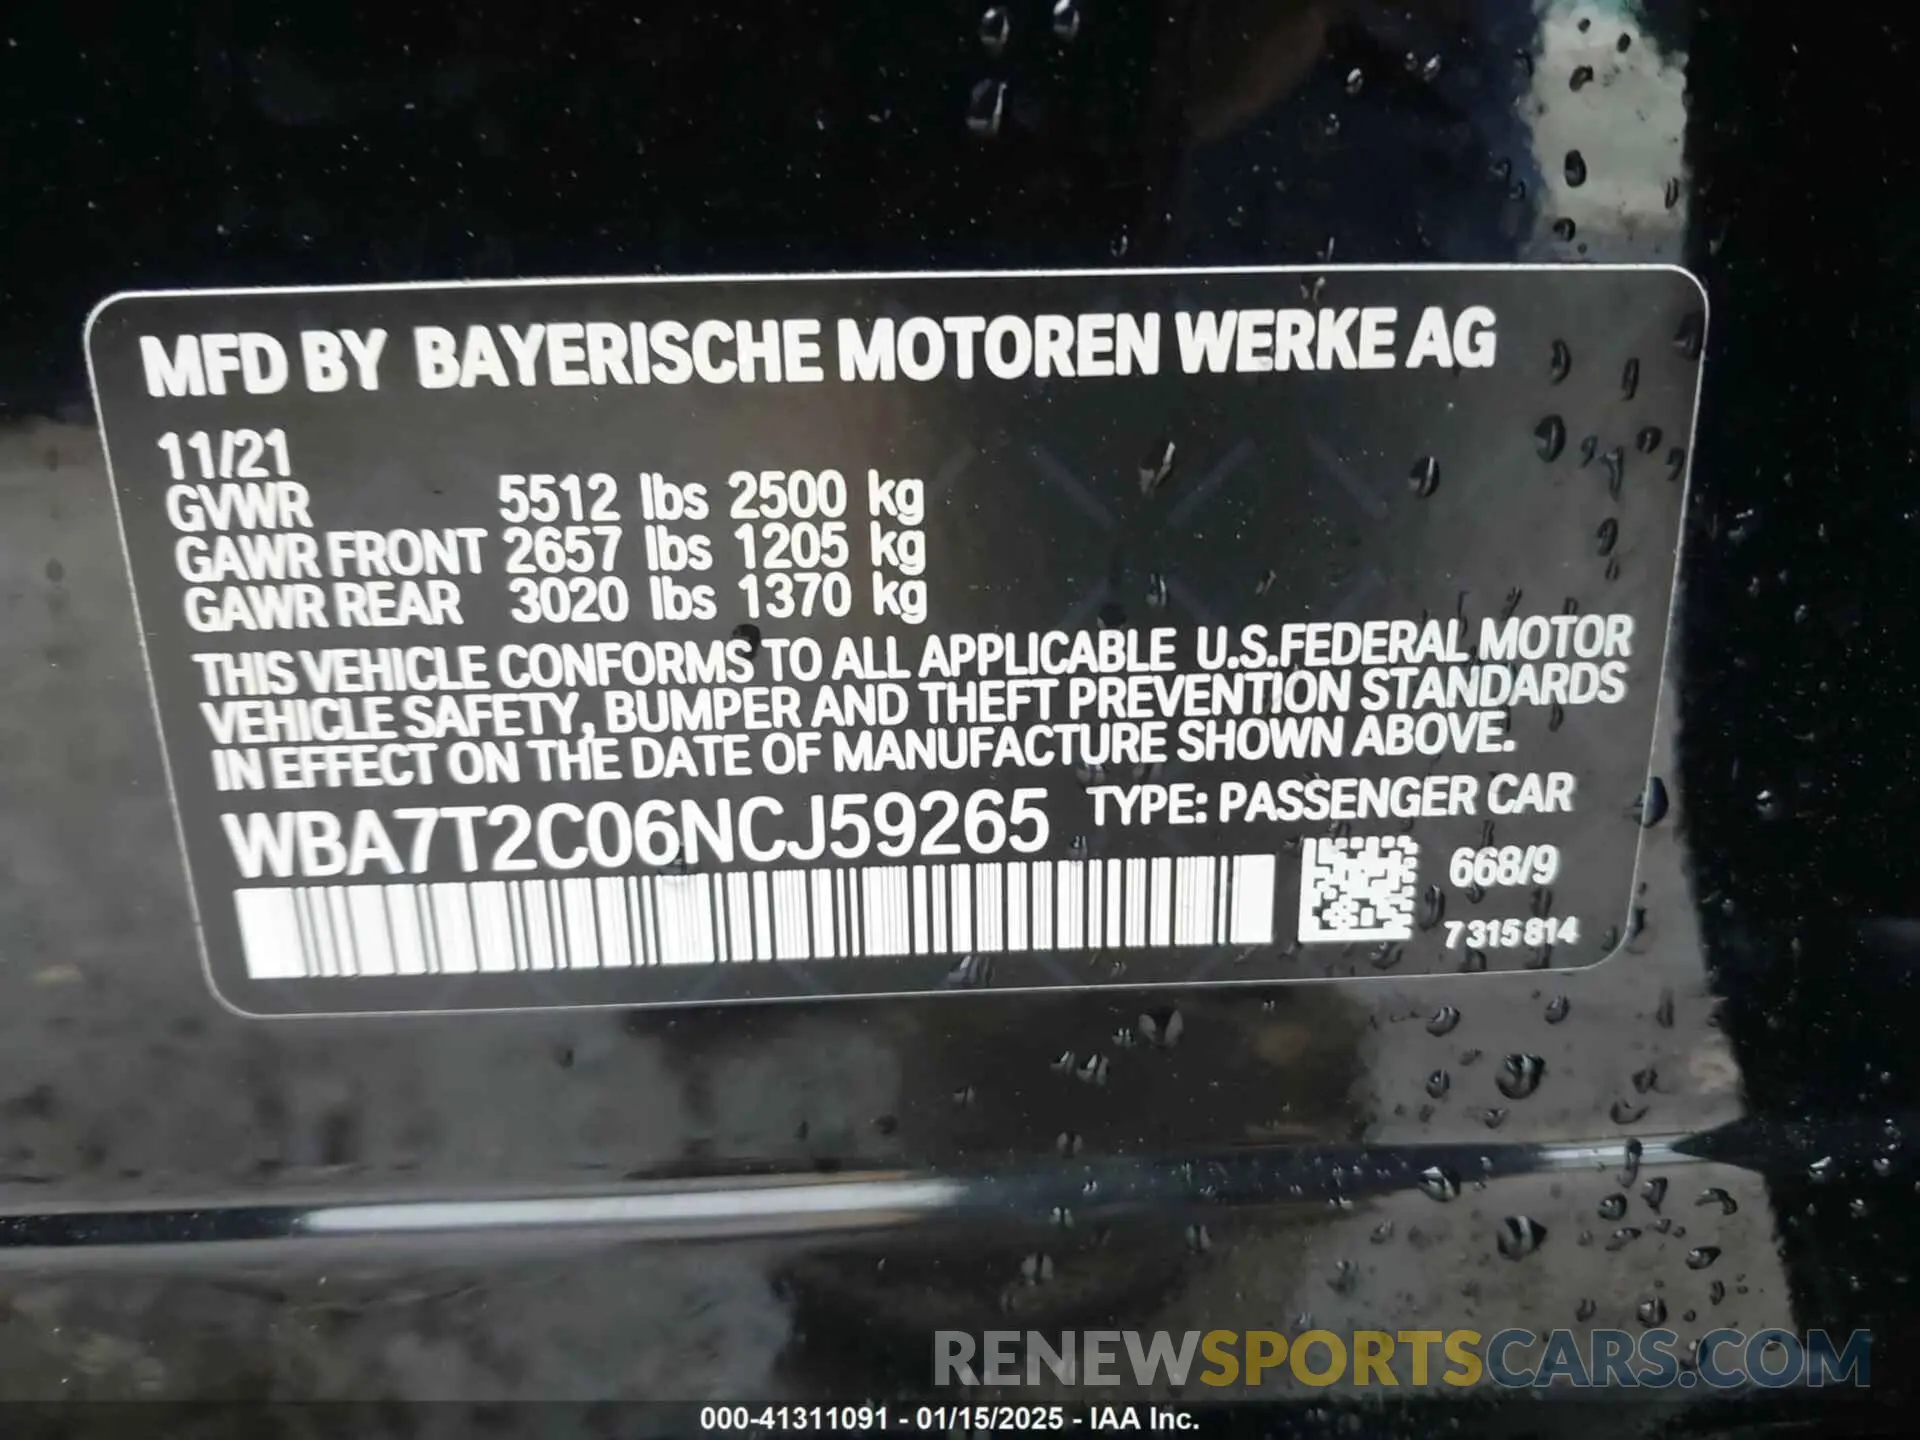 MFD BY BAYERISCHE MOTOREN WERKE AG
11/21
GVWR 5512 lbs 2500 kg
GAWR FRONT 2657 lbs 1205 kg
GAWR REAR 3020 lbs 1370 kg
THIS VEHICLE CONFORMS TO ALL APPLICABLE U.S.FEDERAL MOTOR
VEHICLE SAFETY, BUMPER AND THEFT PREVENTION STANDARDS
IN EFFECT ON THE DATE OF MANUFACTURE SHOWN ABOVE.
WBA7T2C06NCJ59265 TYPE: PASSENGER CAR
668/9
7 315 814
RENEWSPORTSCARS.COM
000-41311091 - 01/15/2025 - IAA Inc.